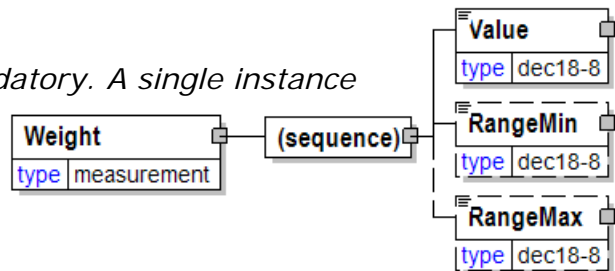 datory. A single instance
Value
type dec18-8
RangeMin
type dec18-8
Weight
type measurement
(sequence)
RangeMax
type dec18-8